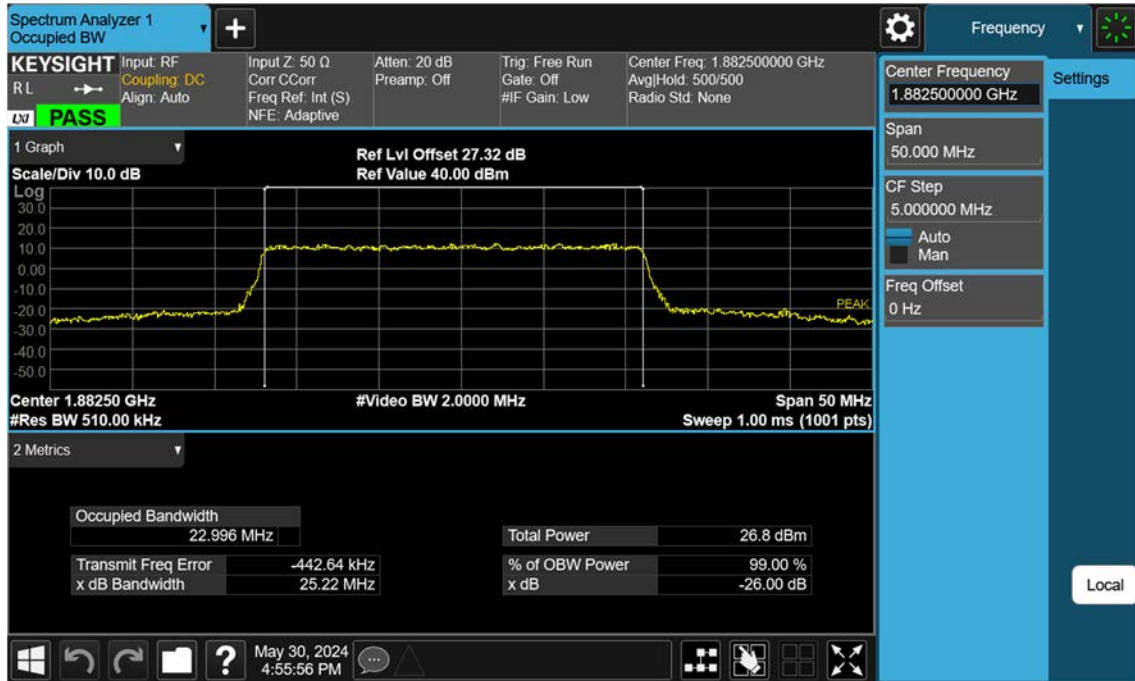 Spectrum Analyzer 1
Occupied BW
Frequency
KEYSIGHT
R L
LXI PASS
Input: RF
Coupling: DC
Align: Auto
Input Z: 50 Ω
Corr CCorr
Freq Ref: Int (S)
NFE: Adaptive
Atten: 20 dB
Preamp: Off
Trig: Free Run
Gate: Off
#IF Gain: Low
Center Freq: 1.882500000 GHz
Avg|Hold: 500/500
Radio Std: None
1 Graph
Scale/Div 10.0 dB
Ref Lvl Offset 27.32 dB
Ref Value 40.00 dBm
Log
30.0
20.0
10.0
0.00
-10.0
-20.0
-30.0
-40.0
-50.0
PEAK
Center 1.88250 GHz
#Video BW 2.0000 MHz
Span 50 MHz
#Res BW 510.00 kHz
Sweep 1.00 ms (1001 pts)
2 Metrics
Occupied Bandwidth
22.996 MHz
Total Power 26.8 dBm
Transmit Freq Error -442.64 kHz
% of OBW Power 99.00 %
x dB Bandwidth 25.22 MHz
x dB -26.00 dB
May 30, 2024
4:55:56 PM
Center Frequency
1.882500000 GHz
Settings
Span
50.000 MHz
CF Step
5.000000 MHz
Auto
Man
Freq Offset
0 Hz
Local